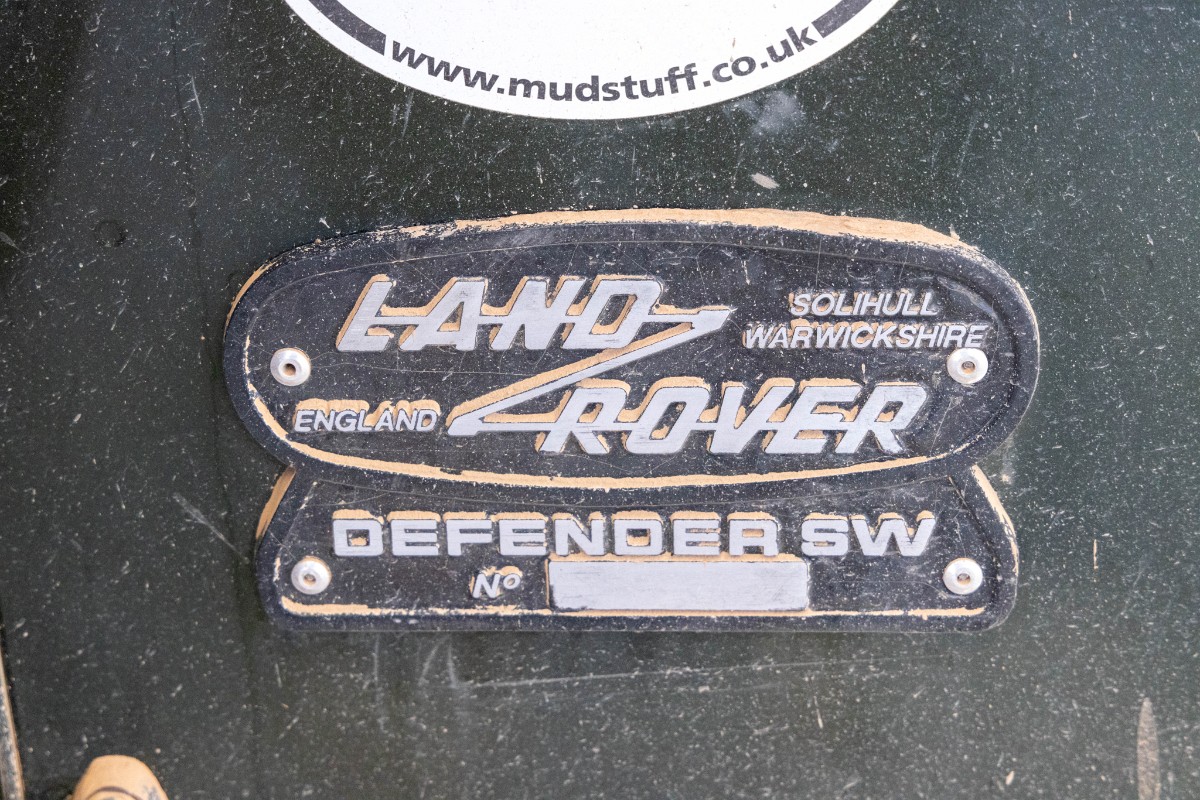 www.mudstuff.co.uk
LAND
SOLIHULL
WARWICKSHIRE
ENGLAND
ROVER
DEFENDER SW
Nº